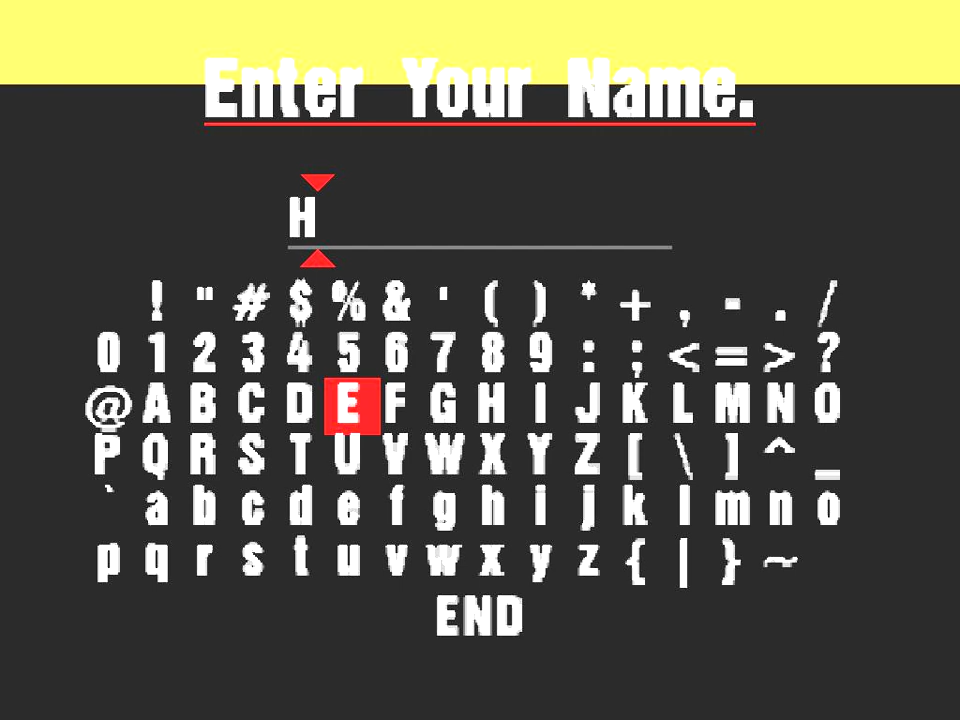 Enter Your Name.
H
! " # $ % & ' ( ) * + , - . /
0 1 2 3 4 5 6 7 8 9 : ; < = > ?
@ A B C D E F G H I J K L M N O
P Q R S T U V W X Y Z [ \ ] ^ _
` a b c d e f g h i j k l m n o
p q r s t u v w x y z { | } ~
END